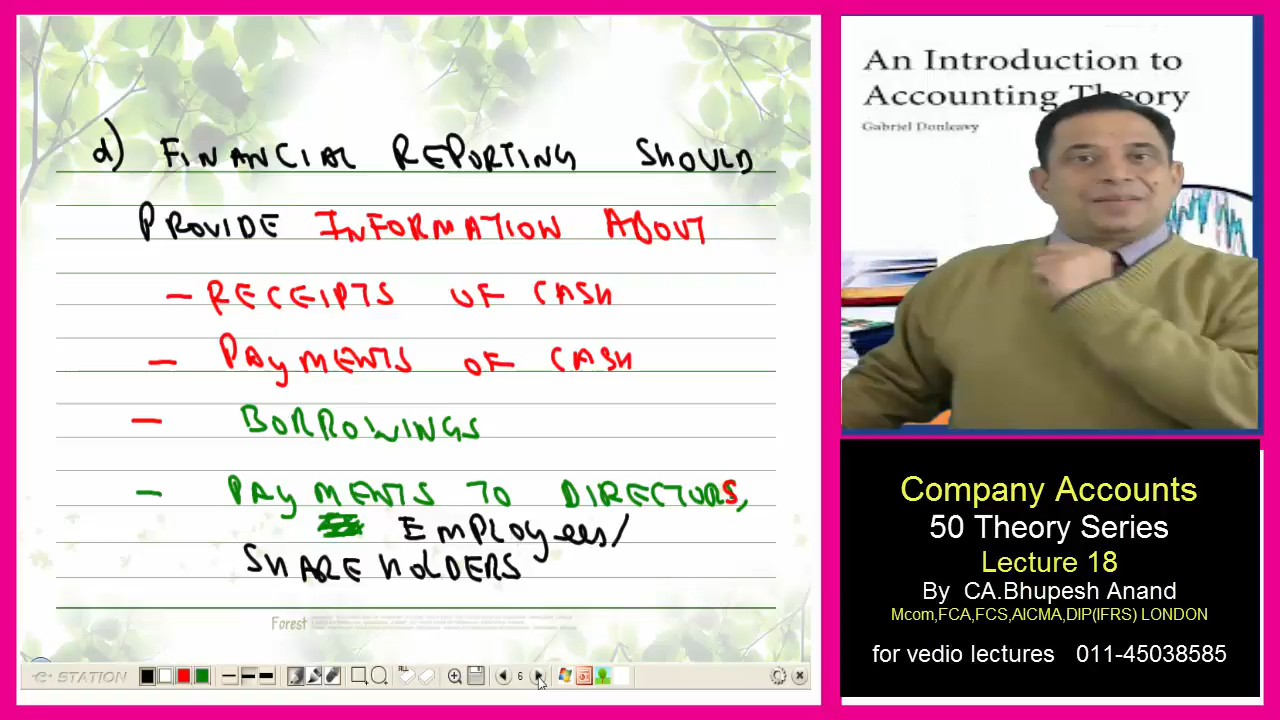 d) FINANCIAL REPORTING SHOULD
PROVIDE INFORMATION ABOUT
- RECEIPTS OF CASH
- PAYMENTS OF CASH
- BORROWINGS
- PAYMENTS TO DIRECTORS,
EMPLOyees/
SHAREHOLDERS
Forest
e-STATION
6
An Introduction to
Accounting Theory
Gabriel Donleavy
Company Accounts
50 Theory Series
Lecture 18
By CA.Bhupesh Anand
Mcom,FCA,FCS,AICMA,DIP(IFRS) LONDON
for vedio lectures 011-45038585